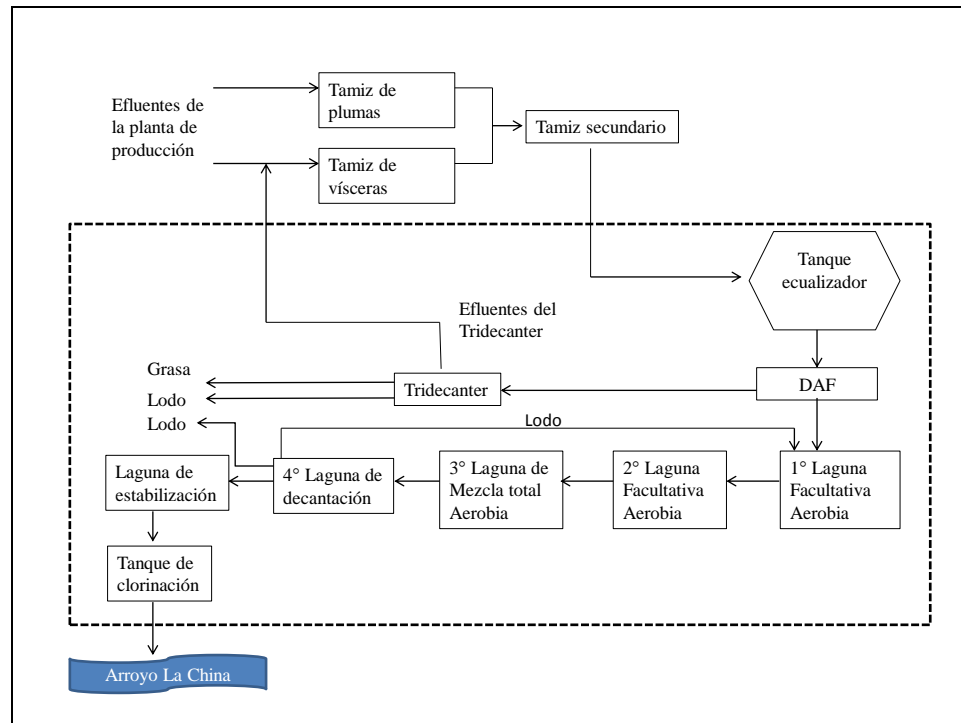 Efluentes de
la planta de
producción
Tamiz de
plumas
Tamiz de
vísceras
Tamiz secundario
Tanque
ecualizador
Efluentes del
Tridecanter
Grasa
Lodo
Lodo
Tridecanter
DAF
Lodo
Laguna de
estabilización
4° Laguna de
decantación
3° Laguna de
Mezcla total
Aerobia
2° Laguna
Facultativa
Aerobia
1° Laguna
Facultativa
Aerobia
Tanque de
clorinación
Arroyo La China